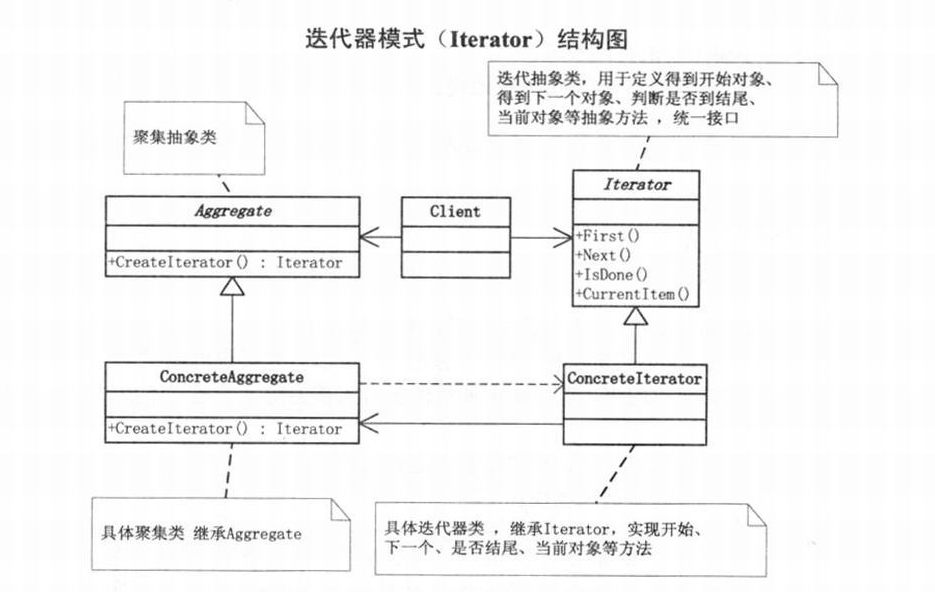 迭代器模式（Iterator）结构图
迭代抽象类，用于定义得到开始对象、
得到下一个对象、判断是否到结尾、
当前对象等抽象方法，统一接口
聚集抽象类
Iterator
Aggregate
Client
+CreateIterator() : Iterator
+First()
+Next()
+IsDone()
+CurrentItem()
ConcreteAggregate
ConcreteIterator
+CreateIterator() : Iterator
具体聚集类 继承Aggregate
具体迭代器类，继承Iterator，实现开始、
下一个、是否结尾、当前对象等方法